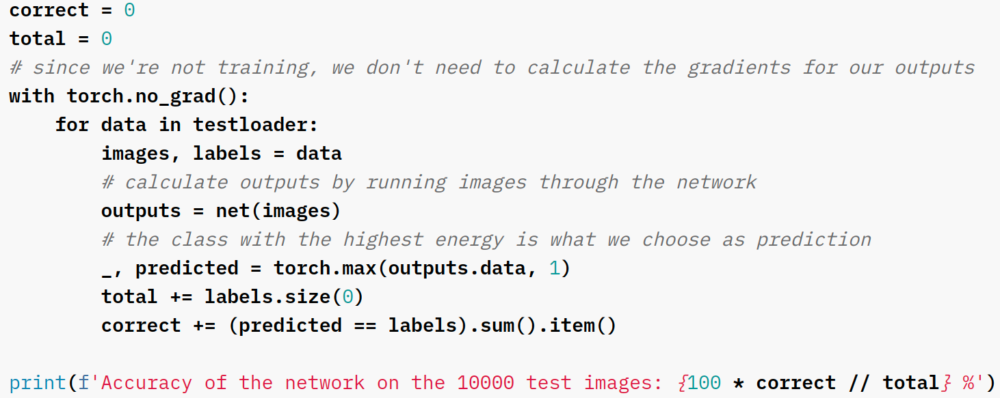 correct = 0
total = 0
# since we're not training, we don't need to calculate the gradients for our outputs
with torch.no_grad():
    for data in testloader:
        images, labels = data
        # calculate outputs by running images through the network
        outputs = net(images)
        # the class with the highest energy is what we choose as prediction
        _, predicted = torch.max(outputs.data, 1)
        total += labels.size(0)
        correct += (predicted == labels).sum().item()

print(f'Accuracy of the network on the 10000 test images: {100 * correct // total} %')